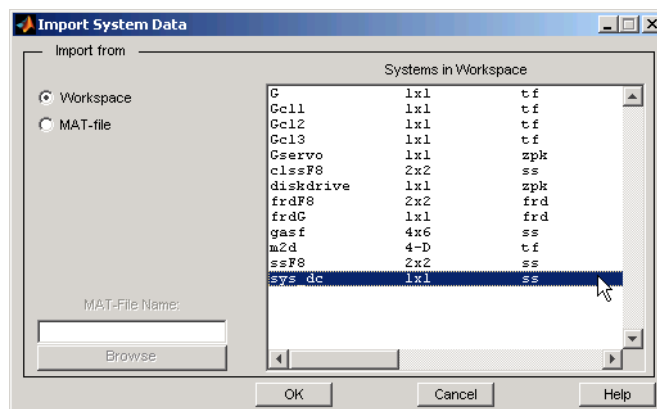 Import System Data
Import from
Systems in Workspace
Workspace
MAT-file
G 1x1 tf
Gcl1 1x1 tf
Gcl2 1x1 tf
Gcl3 1x1 tf
Gservo 1x1 zpk
clssF8 2x2 ss
diskdrive 1x1 zpk
frdF8 2x2 frd
frdG 1x1 frd
gasf 4x6 ss
m2d 4-D tf
ssF8 2x2 ss
sys_dc 1x1 ss
MAT-File Name:
Browse
OK Cancel Help